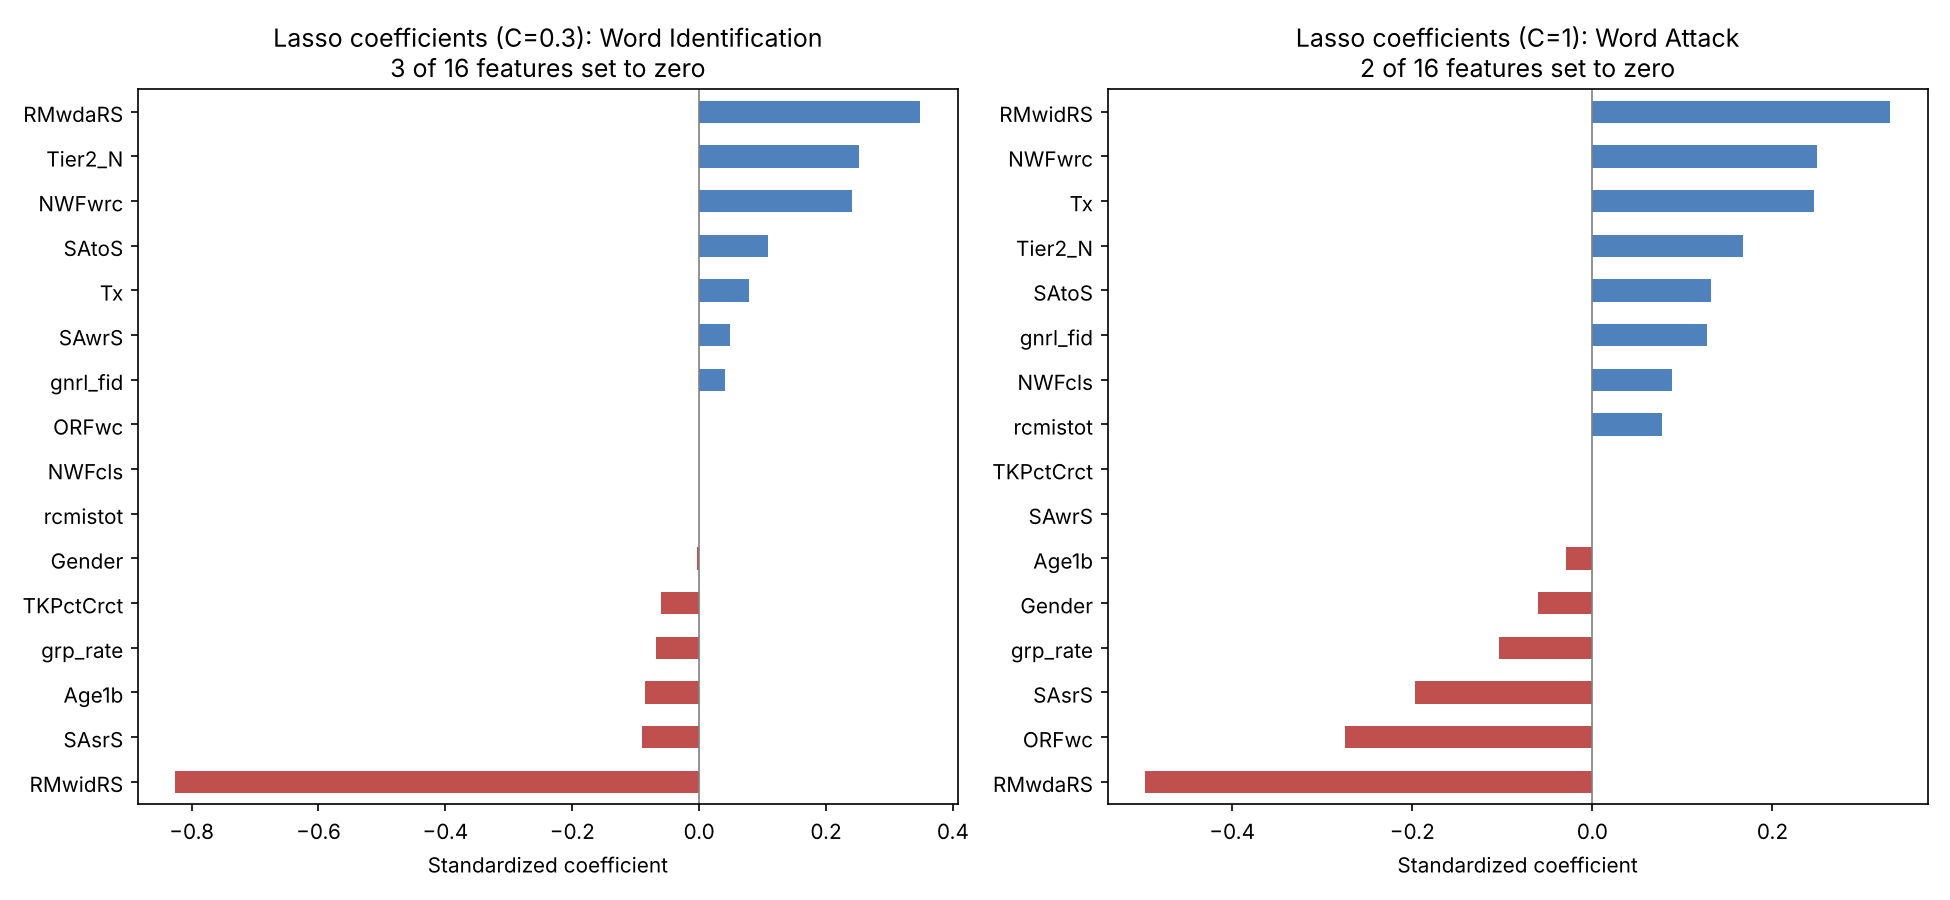 Lasso coefficients (C=0.3): Word Identification
3 of 16 features set to zero
RMwdaRS
Tier2_N
NWFwrc
SAtoS
Tx
SAwrS
gnrl_fid
ORFwc
NWFcls
rcmistot
Gender
TKPctCrct
grp_rate
Age1b
SAsrS
RMwidRS
−0.8 −0.6 −0.4 −0.2 0.0 0.2 0.4
Standardized coefficient
Lasso coefficients (C=1): Word Attack
2 of 16 features set to zero
RMwidRS
NWFwrc
Tx
Tier2_N
SAtoS
gnrl_fid
NWFcls
rcmistot
TKPctCrct
SAwrS
Age1b
Gender
grp_rate
SAsrS
ORFwc
RMwdaRS
−0.4 −0.2 0.0 0.2
Standardized coefficient